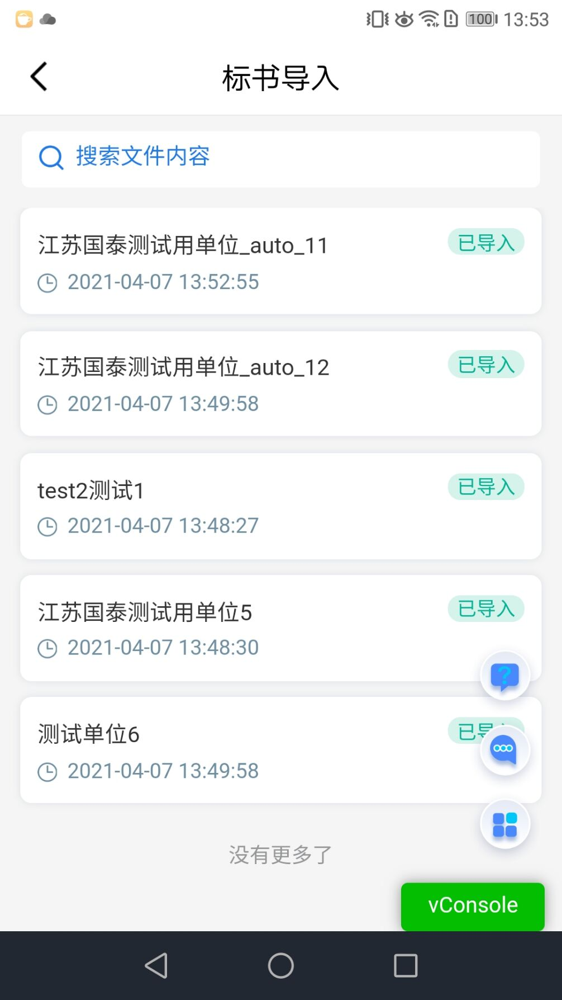 100 13:53
标书导入
搜索文件内容
江苏国泰测试用单位_auto_11 已导入
2021-04-07 13:52:55
江苏国泰测试用单位_auto_12 已导入
2021-04-07 13:49:58
test2测试1 已导入
2021-04-07 13:48:27
江苏国泰测试用单位5 已导入
2021-04-07 13:48:30
测试单位6 已导
2021-04-07 13:49:58
没有更多了
vConsole